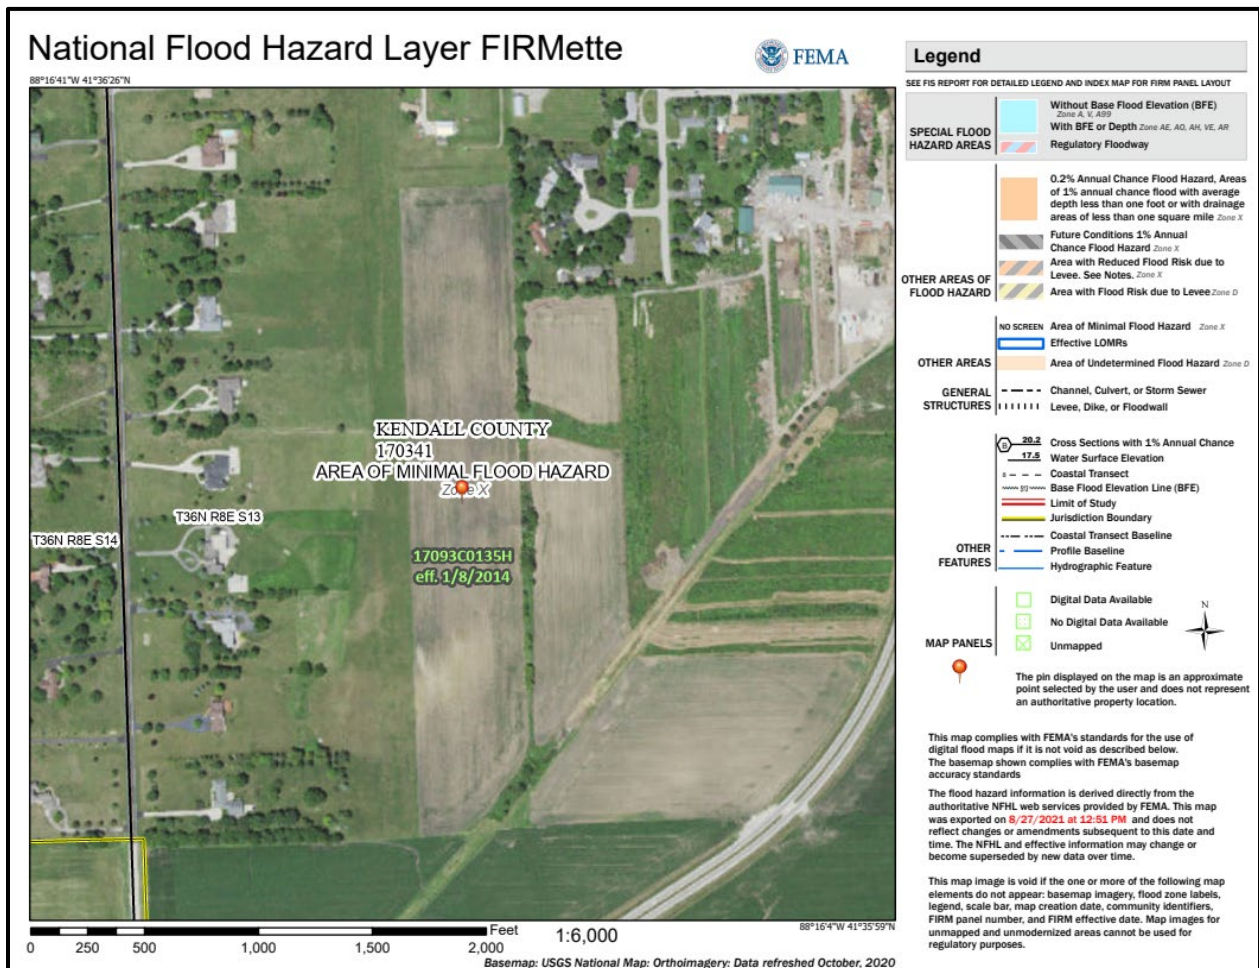 National Flood Hazard Layer FIRMette
FEMA
88°16'41"W 41°36'26"N
KENDALL COUNTY
170341
AREA OF MINIMAL FLOOD HAZARD
Zone X
T36N R8E S13
T36N R8E S14
17093C0135H
eff. 1/8/2014
88°16'4"W 41°35'59"N
Feet
0 250 500 1,000 1,500 2,000
1:6,000
Basemap: USGS National Map: Orthoimagery: Data refreshed October, 2020
Legend
SEE FIS REPORT FOR DETAILED LEGEND AND INDEX MAP FOR FIRM PANEL LAYOUT
SPECIAL FLOOD
HAZARD AREAS
Without Base Flood Elevation (BFE)
Zone A, V, A99
With BFE or Depth Zone AE, AO, AH, VE, AR
Regulatory Floodway
0.2% Annual Chance Flood Hazard, Areas
of 1% annual chance flood with average
depth less than one foot or with drainage
areas of less than one square mile Zone X
Future Conditions 1% Annual
Chance Flood Hazard Zone X
Area with Reduced Flood Risk due to
Levee. See Notes. Zone X
Area with Flood Risk due to Levee Zone D
OTHER AREAS OF
FLOOD HAZARD
NO SCREEN Area of Minimal Flood Hazard Zone X
Effective LOMRs
Area of Undetermined Flood Hazard Zone D
OTHER AREAS
GENERAL
STRUCTURES
Channel, Culvert, or Storm Sewer
Levee, Dike, or Floodwall
B 20.2 Cross Sections with 1% Annual Chance
17.5 Water Surface Elevation
8 Coastal Transect
513 Base Flood Elevation Line (BFE)
Limit of Study
Jurisdiction Boundary
Coastal Transect Baseline
Profile Baseline
Hydrographic Feature
OTHER
FEATURES
Digital Data Available
No Digital Data Available
Unmapped
MAP PANELS
N
The pin displayed on the map is an approximate
point selected by the user and does not represent
an authoritative property location.
This map complies with FEMA's standards for the use of
digital flood maps if it is not void as described below.
The basemap shown complies with FEMA's basemap
accuracy standards
The flood hazard information is derived directly from the
authoritative NFHL web services provided by FEMA. This map
was exported on 8/27/2021 at 12:51 PM and does not
reflect changes or amendments subsequent to this date and
time. The NFHL and effective information may change or
become superseded by new data over time.
This map image is void if the one or more of the following map
elements do not appear: basemap imagery, flood zone labels,
legend, scale bar, map creation date, community identifiers,
FIRM panel number, and FIRM effective date. Map images for
unmapped and unmodernized areas cannot be used for
regulatory purposes.